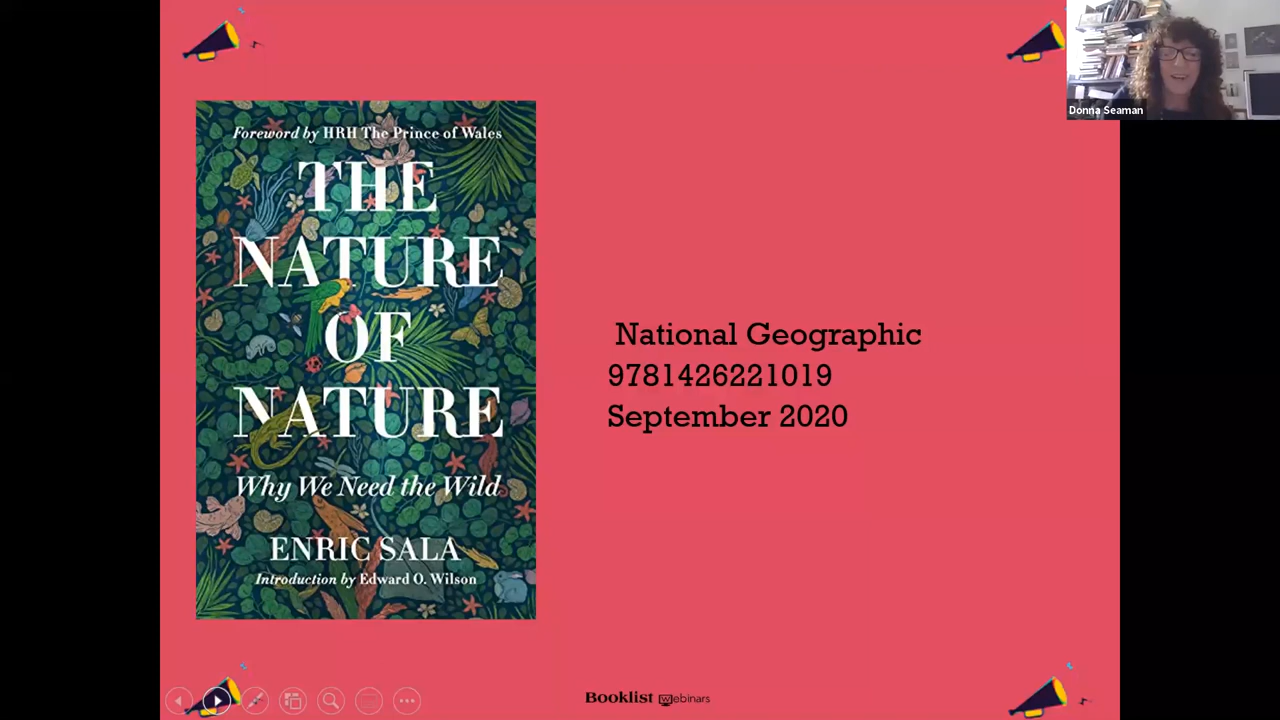 Foreword by HRH The Prince of Wales
THE
NATURE
OF
NATURE
Why We Need the Wild
ENRIC SALA
Introduction by Edward O. Wilson
National Geographic
9781426221019
September 2020
Donna Seaman
Booklist Webinars